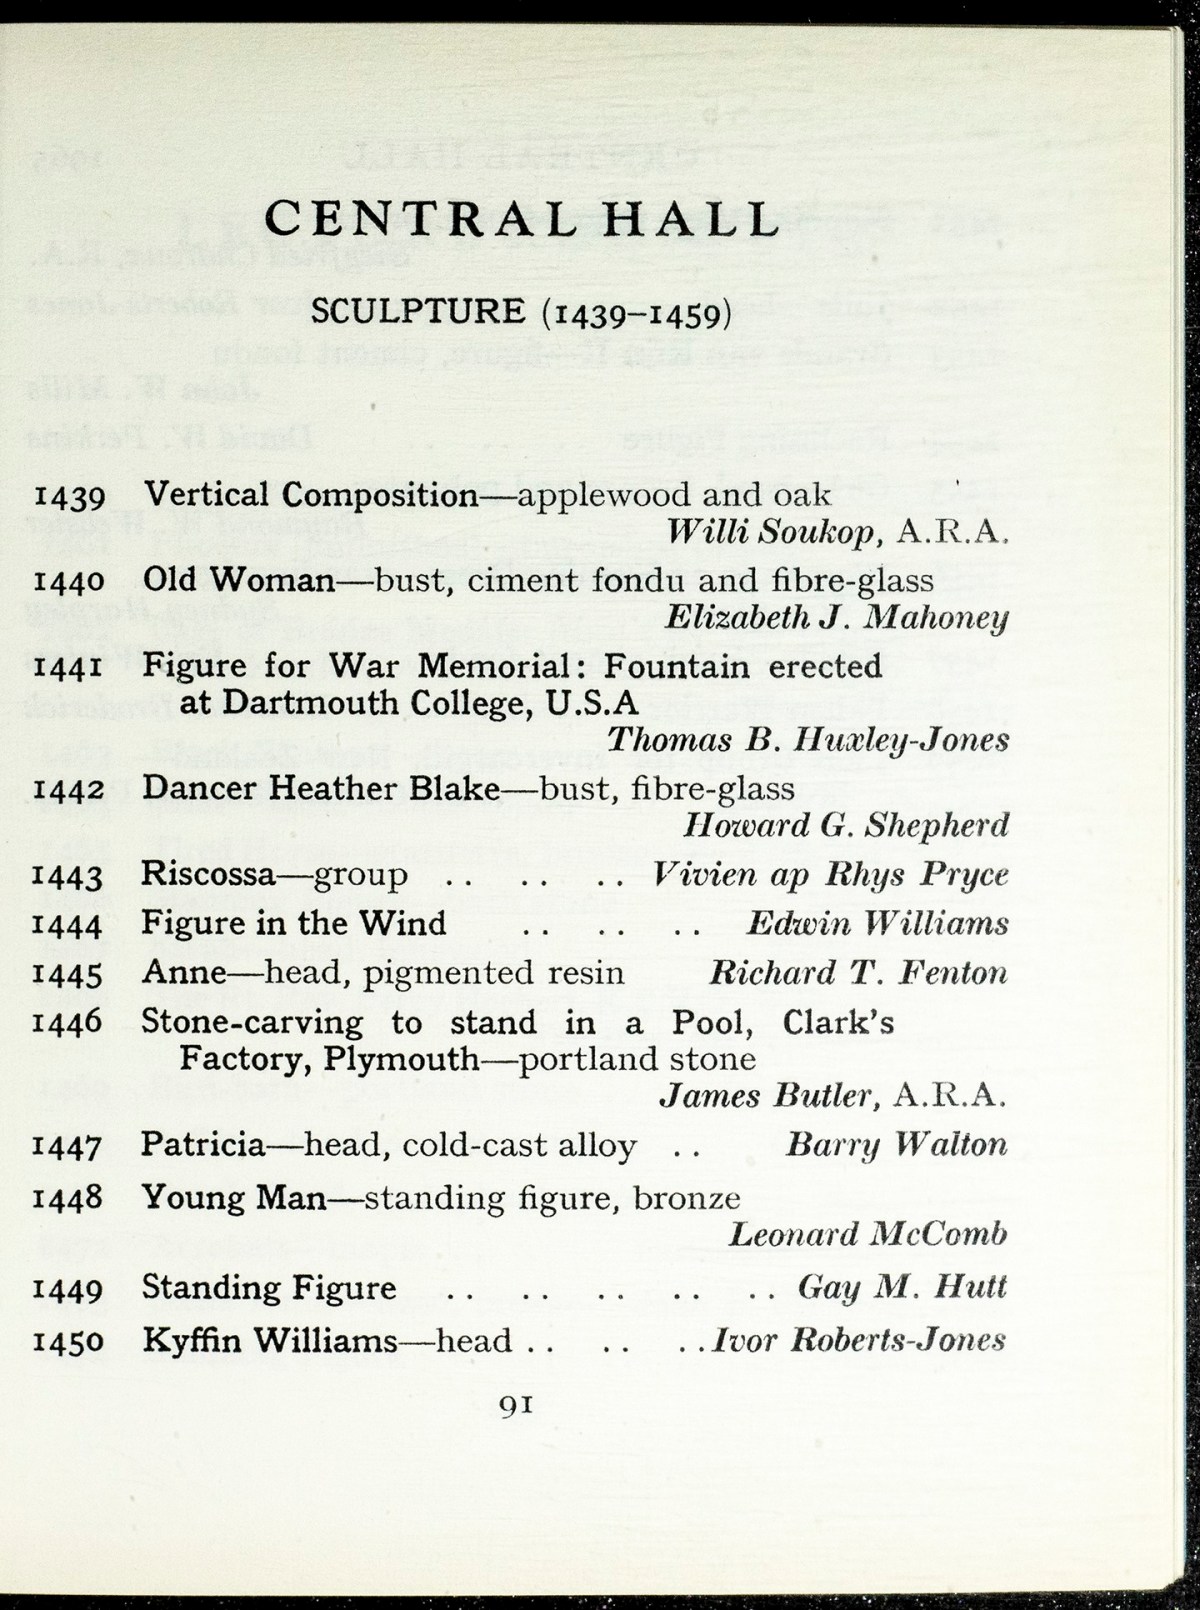 CENTRAL HALL
SCULPTURE (1439–1459)
1439 Vertical Composition—applewood and oak
Willi Soukop, A.R.A.
1440 Old Woman—bust, ciment fondu and fibre-glass
Elizabeth J. Mahoney
1441 Figure for War Memorial: Fountain erected
at Dartmouth College, U.S.A
Thomas B. Huxley-Jones
1442 Dancer Heather Blake—bust, fibre-glass
Howard G. Shepherd
1443 Riscossa—group .. .. .. Vivien ap Rhys Pryce
1444 Figure in the Wind .. .. .. Edwin Williams
1445 Anne—head, pigmented resin Richard T. Fenton
1446 Stone-carving to stand in a Pool, Clark's
Factory, Plymouth—portland stone
James Butler, A.R.A.
1447 Patricia—head, cold-cast alloy .. Barry Walton
1448 Young Man—standing figure, bronze
Leonard McComb
1449 Standing Figure .. .. .. .. .. Gay M. Hutt
1450 Kyffin Williams—head .. .. .. Ivor Roberts-Jones
91